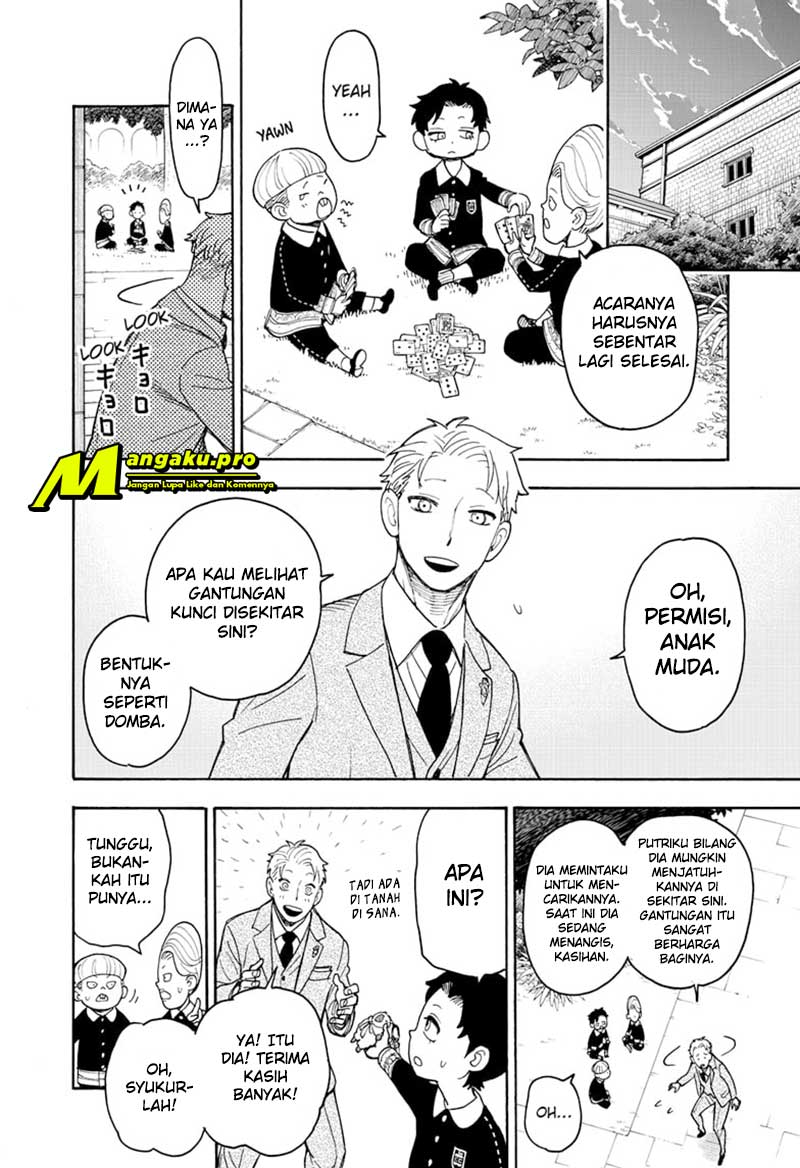 ACARANYA
HARUSNYA
SEBENTAR
LAGI SELESAI.
YEAH
...
YAWN
DIMA-
NA YA
...?
LOOK
LOOK
キョロ
キョロ
Mangaku.pro
Jangan Lupa Like dan Komennya
OH,
PERMISI,
ANAK
MUDA.
APA KAU MELIHAT
GANTUNGAN
KUNCI DISEKITAR
SINI?
BENTUK-
NYA
SEPERTI
DOMBA.
PUTRIKU BILANG
DIA MUNGKIN
MENJATUH-
KANNYA DI
SEKITAR SINI.
GANTUNGAN ITU
SANGAT
BERHARGA
BAGINYA.
DIA MEMINTAKU
UNTUK MEN-
CARIKANNYA.
SAAT INI DIA
SEDANG
MENANGIS,
KASIHAN.
OH...
APA
INI?
TADI ADA
DI TANAH
DI SANA.
YA! ITU
DIA! TERIMA
KASIH
BANYAK!
OH,
SYUKUR-
LAH!
TUNGGU,
BUKAN-
KAH ITU
PUNYA...